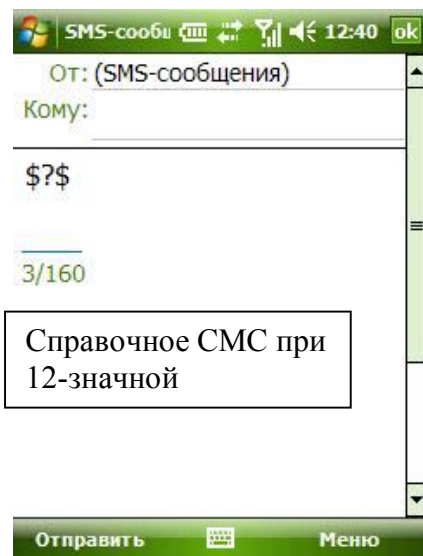 SMS-сообщ 12:40 ok
От: (SMS-сообщения)
Кому:
$?$
3/160
Справочное СМС при
12-значной
Отправить Меню